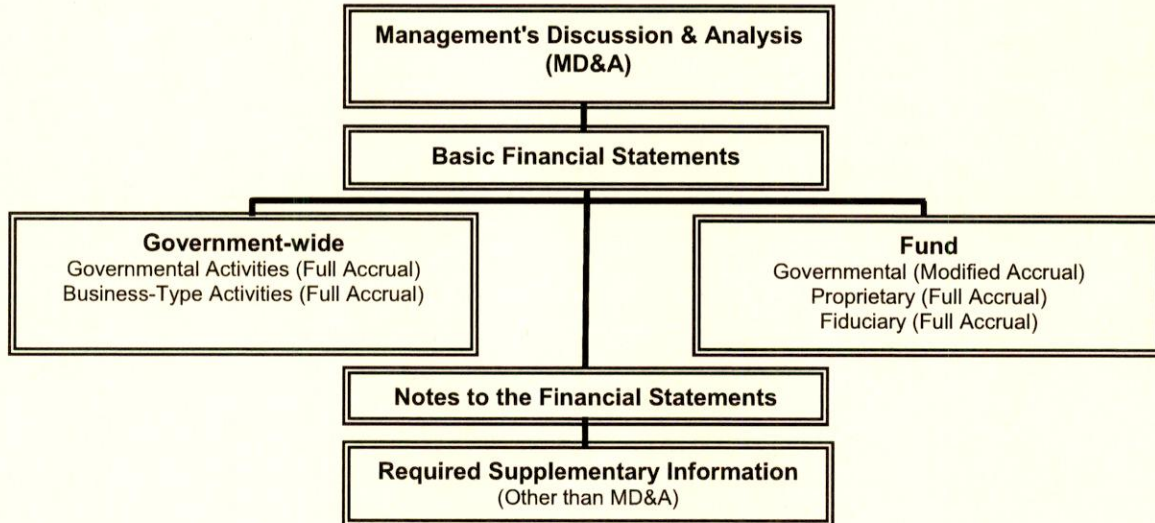 Management's Discussion & Analysis
(MD&A)
Basic Financial Statements
Government-wide
Governmental Activities (Full Accrual)
Business-Type Activities (Full Accrual)
Fund
Governmental (Modified Accrual)
Proprietary (Full Accrual)
Fiduciary (Full Accrual)
Notes to the Financial Statements
Required Supplementary Information
(Other than MD&A)